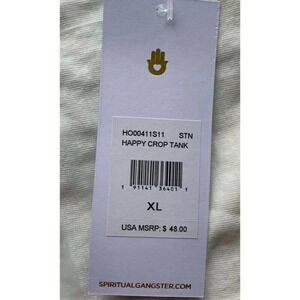 HO00411S11 STN
HAPPY CROP TANK
1 91141 36401 1
XL
USA MSRP: $ 48.00
SPIRITUALGANGSTER.COM